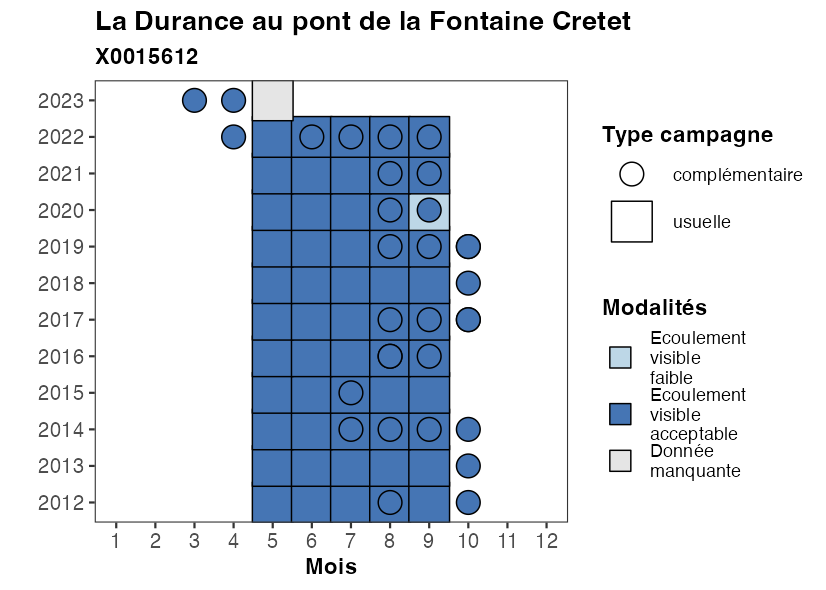 La Durance au pont de la Fontaine Cretet
X0015612
2023
2022
2021
2020
2019
2018
2017
2016
2015
2014
2013
2012
1 2 3 4 5 6 7 8 9 10 11 12
Mois
Type campagne
complémentaire
usuelle
Modalités
Ecoulement
visible
faible
Ecoulement
visible
acceptable
Donnée
manquante